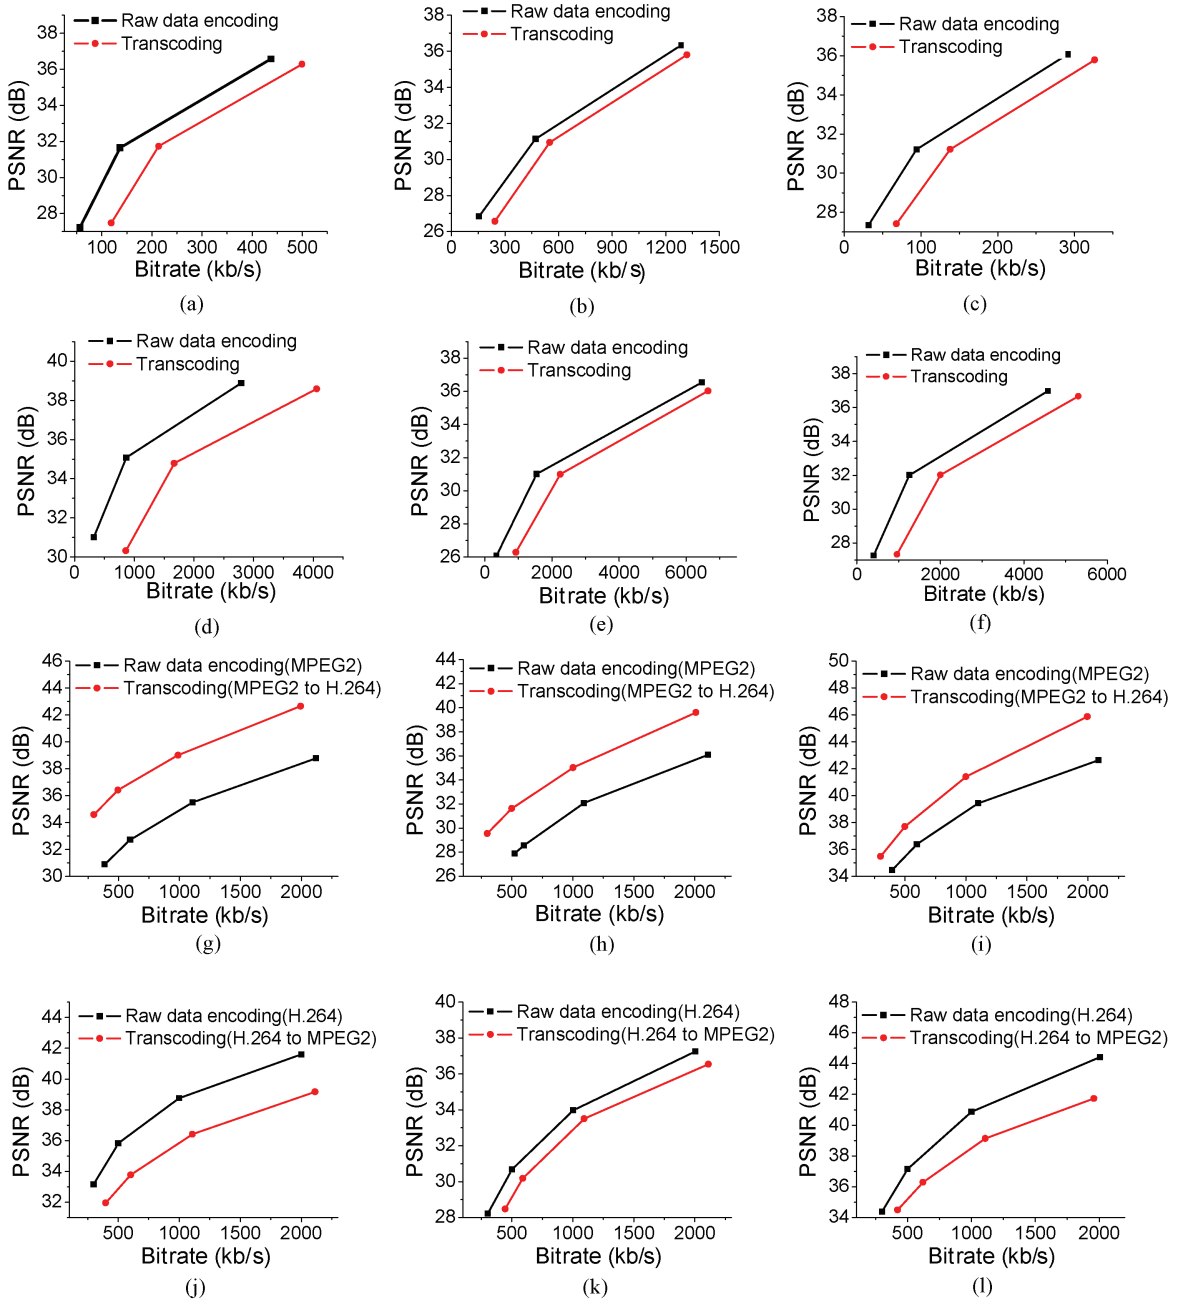 Raw data encoding
Transcoding
PSNR (dB)
36
34
32
30
28
100 200 300 400 500
Bitrate (kb/s)
(a)
Raw data encoding
Transcoding
PSNR (dB)
38
36
34
32
30
28
26
0 300 600 900 1200 1500
Bitrate (kb/s)
(b)
Raw data encoding
Transcoding
PSNR (dB)
38
36
34
32
30
28
0 100 200 300
Bitrate (kb/s)
(c)
Raw data encoding
Transcoding
PSNR (dB)
40
38
36
34
32
30
0 1000 2000 3000 4000
Bitrate (kb/s)
(d)
Raw data encoding
Transcoding
PSNR (dB)
38
36
34
32
30
28
26
0 2000 4000 6000
Bitrate (kb/s)
(e)
Raw data encoding
Transcoding
PSNR (dB)
38
36
34
32
30
28
0 2000 4000 6000
Bitrate (kb/s)
(f)
Raw data encoding(MPEG2)
Transcoding(MPEG2 to H.264)
PSNR (dB)
46
44
42
40
38
36
34
32
30
500 1000 1500 2000
Bitrate (kb/s)
(g)
Raw data encoding(MPEG2)
Transcoding(MPEG2 to H.264)
PSNR (dB)
44
42
40
38
36
34
32
30
28
26
500 1000 1500 2000
Bitrate (kb/s)
(h)
Raw data encoding(MPEG2)
Transcoding(MPEG2 to H.264)
PSNR (dB)
50
48
46
44
42
40
38
36
34
500 1000 1500 2000
Bitrate (kb/s)
(i)
Raw data encoding(H.264)
Transcoding(H.264 to MPEG2)
PSNR (dB)
44
42
40
38
36
34
32
500 1000 1500 2000
Bitrate (kb/s)
(j)
Raw data encoding(H.264)
Transcoding(H.264 to MPEG2)
PSNR (dB)
40
38
36
34
32
30
28
500 1000 1500 2000
Bitrate (kb/s)
(k)
Raw data encoding(H.264)
Transcoding(H.264 to MPEG2)
PSNR (dB)
48
46
44
42
40
38
36
34
500 1000 1500 2000
Bitrate (kb/s)
(l)